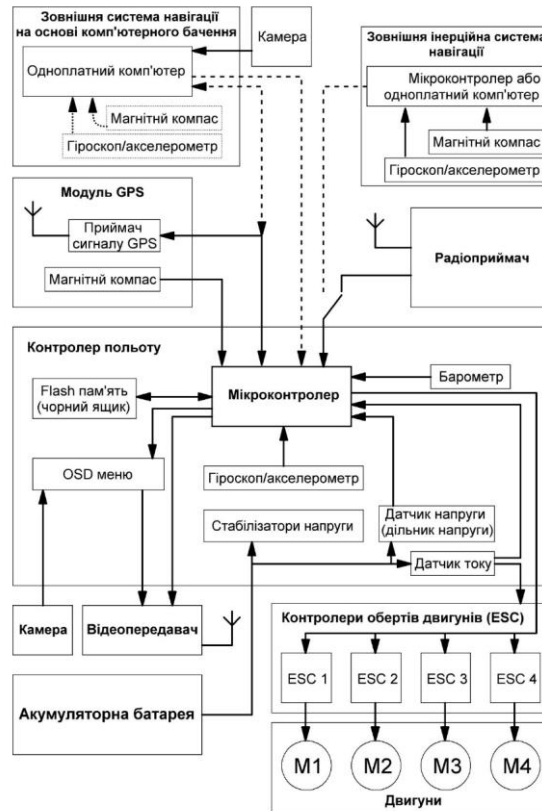 Зовнішня система навігації
на основі комп'ютерного бачення
Одноплатний комп'ютер
Магнітнй компас
Гіроскоп/акселерометр
Камера
Зовнішня інерційна система
навігації
Мікроконтролер або
одноплатний комп'ютер
Магнітнй компас
Гіроскоп/акселерометр
Модуль GPS
Приймач
сигналу GPS
Магнітнй компас
Радіоприймач
Контролер польоту
Flash пам'ять
(чорний ящик)
Мікроконтролер
Барометр
OSD меню
Гіроскоп/акселерометр
Стабілізатори напруги
Датчик напруги
(дільник напруги)
Датчик току
Камера
Відеопередавач
Контролери обертів двигунів (ESC)
ESC 1
ESC 2
ESC 3
ESC 4
Акумуляторна батарея
M1
M2
M3
M4
Двигуни